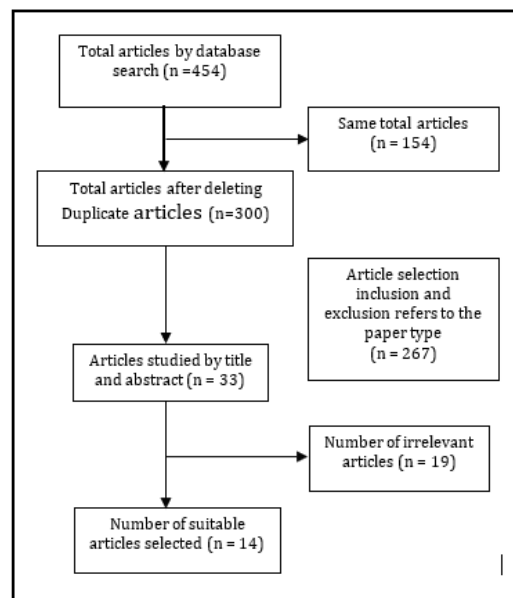 Total articles by database
search (n =454)
Same total articles
(n = 154)
Total articles after deleting
Duplicate articles (n=300)
Article selection
inclusion and
exclusion refers to the
paper type
(n = 267)
Articles studied by title
and abstract (n = 33)
Number of irrelevant
articles (n = 19)
Number of suitable
articles selected (n = 14)